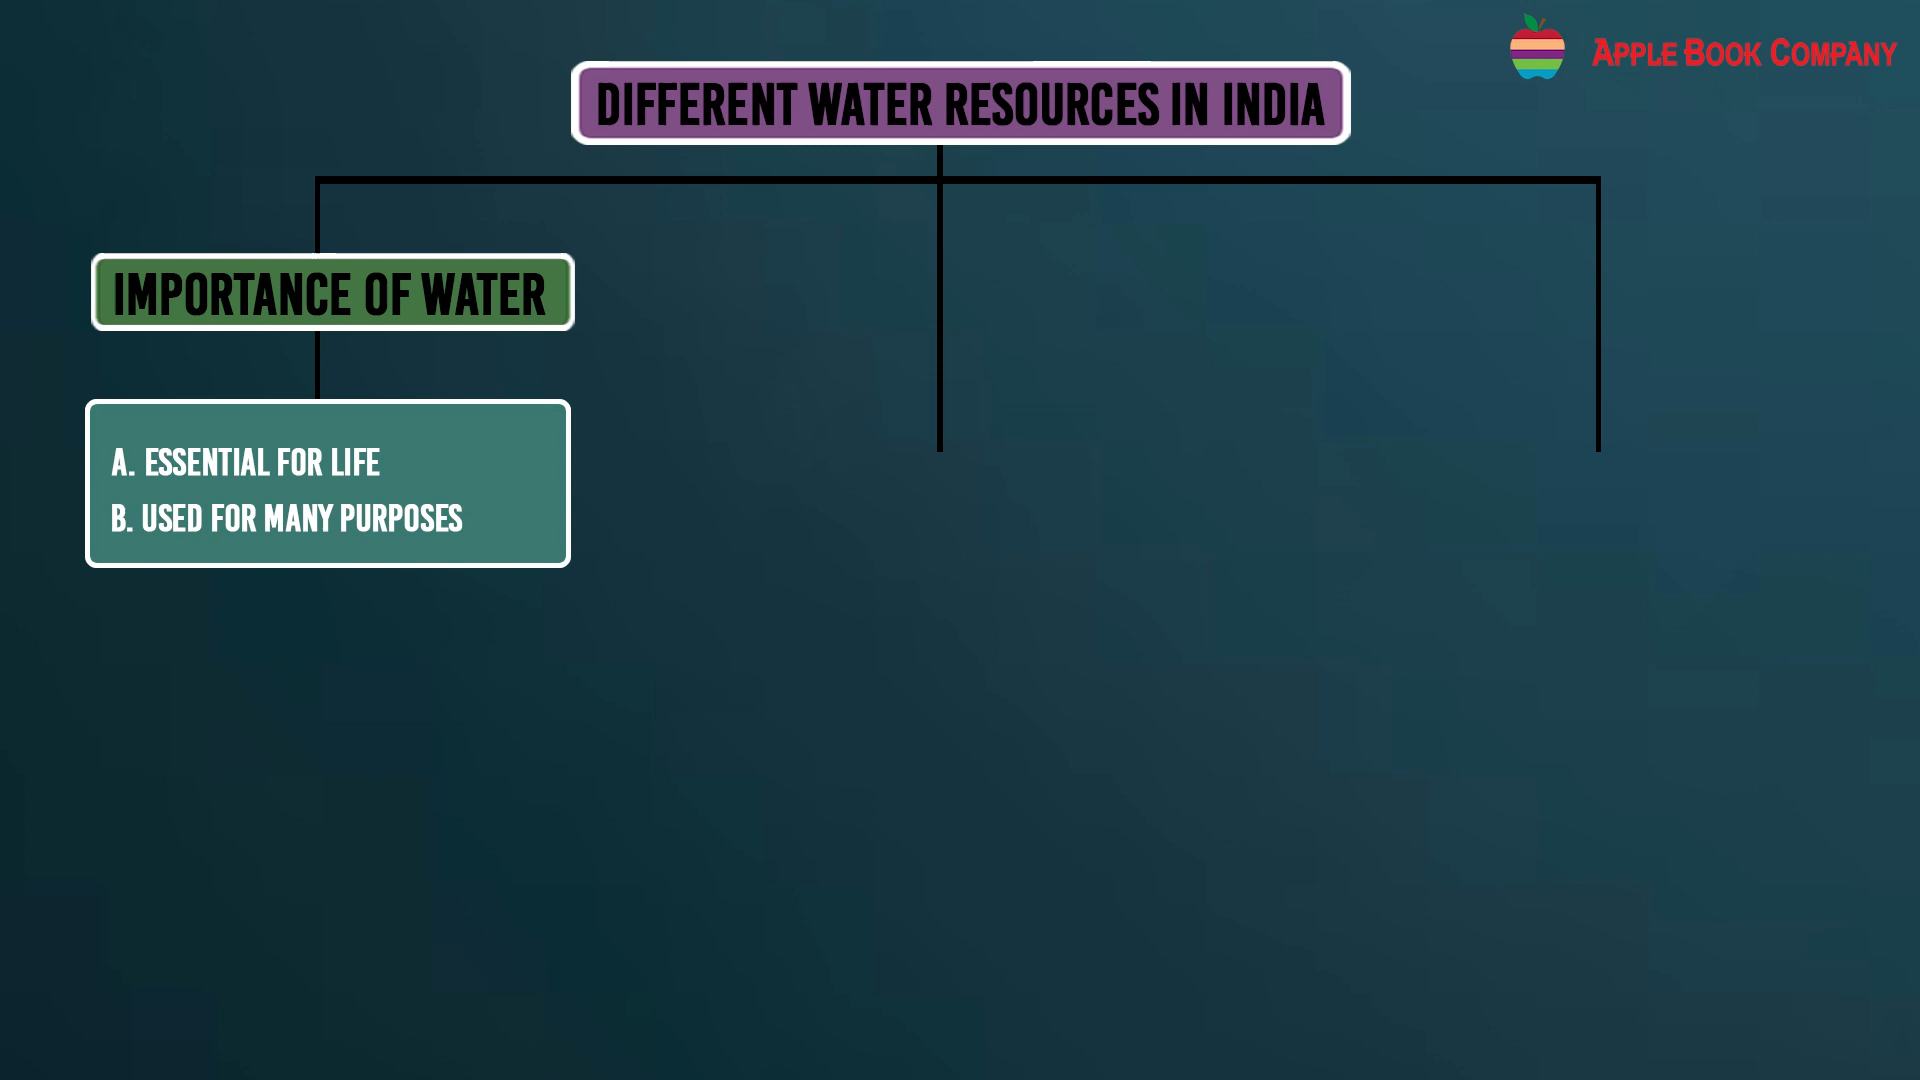 APPLE BOOK COMPANY
DIFFERENT WATER RESOURCES IN INDIA
IMPORTANCE OF WATER
A. ESSENTIAL FOR LIFE
B. USED FOR MANY PURPOSES